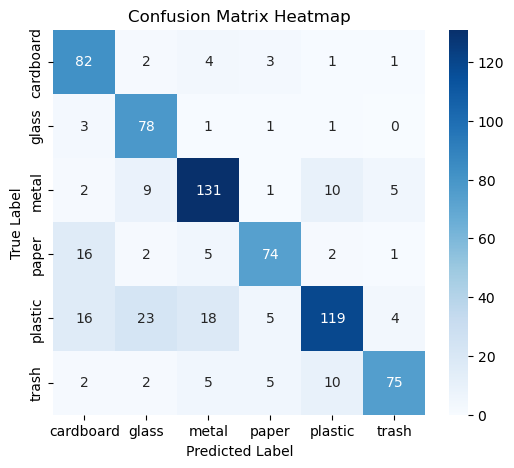 Confusion Matrix Heatmap
True Label
cardboard 82 2 4 3 1 1
glass 3 78 1 1 1 0
metal 2 9 131 1 10 5
paper 16 2 5 74 2 1
plastic 16 23 18 5 119 4
trash 2 2 5 5 10 75
cardboard glass metal paper plastic trash
Predicted Label
120
100
80
60
40
20
0